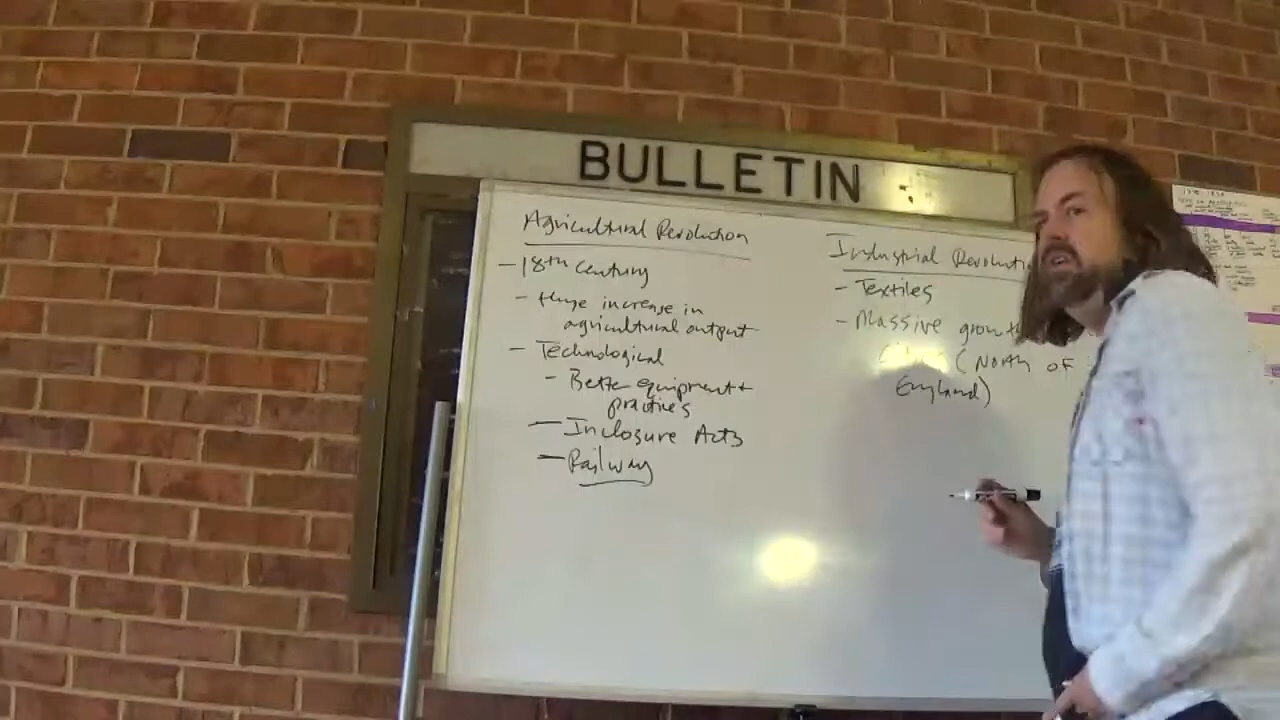 BULLETIN
Agricultural Revolution
- 18th century
- Huge increase in
agricultural output
- Technological
- Better equipment +
practices
- Inclosure Acts
- Railway
Industrial Revoluti
- Textiles
- Massive growth
(North of
England)